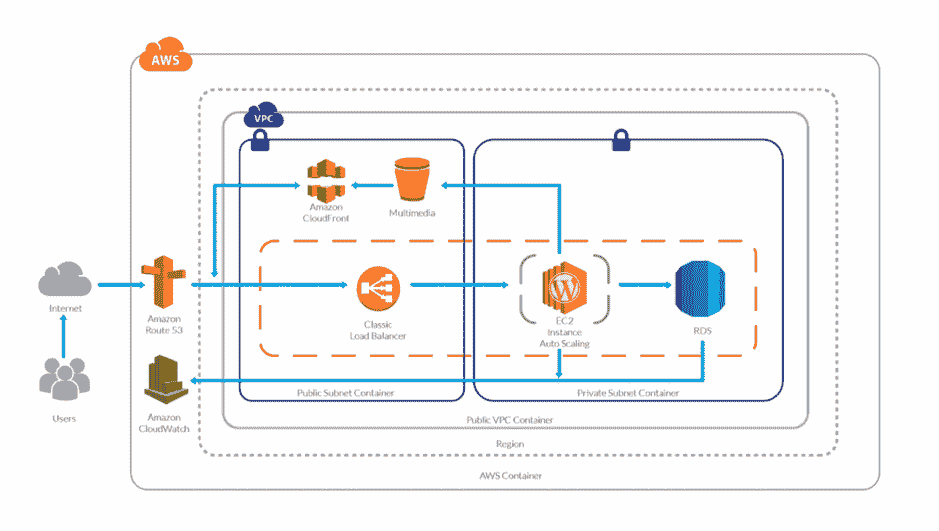 AWS
VPC
Amazon
CloudFront
Multimedia
Internet
Amazon
Route 53
Classic
Load Balancer
EC2
Instance
Auto Scaling
RDS
Users
Amazon
CloudWatch
Public Subnet Container
Private Subnet Container
Public VPC Container
Region
AWS Container